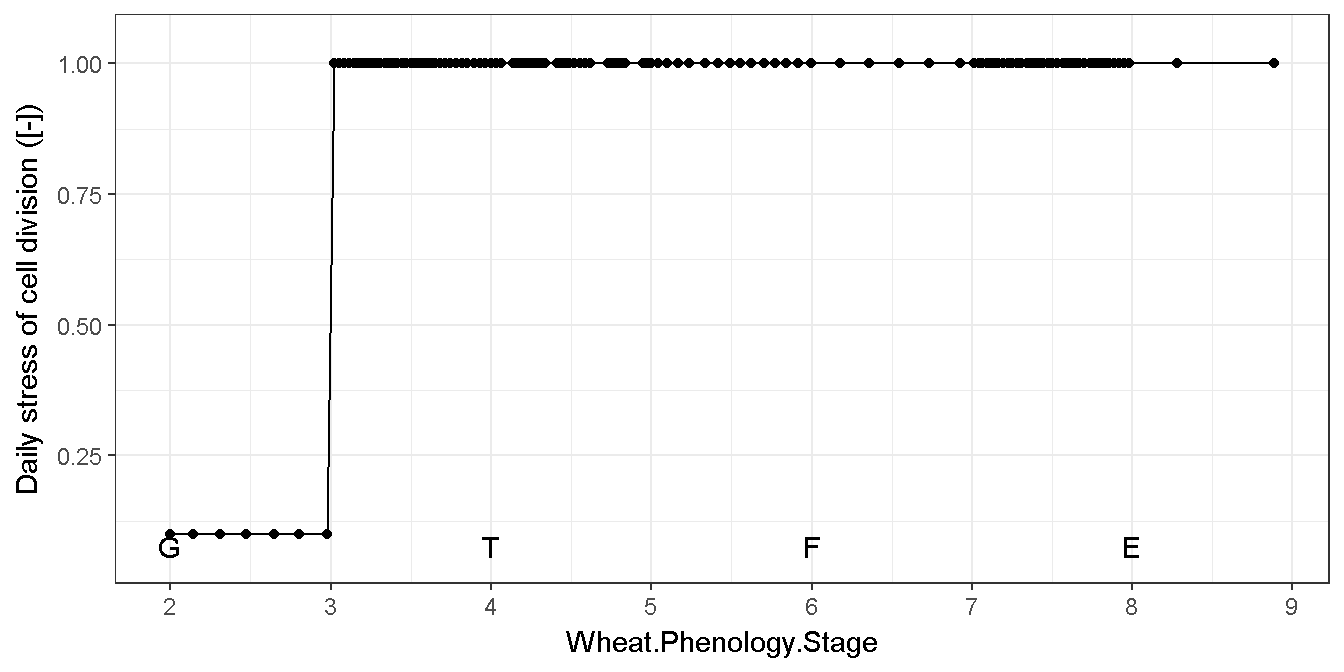 Daily stress of cell division ([-])
1.00
0.75
0.50
0.25
G T F E
2 3 4 5 6 7 8 9
Wheat.Phenology.Stage